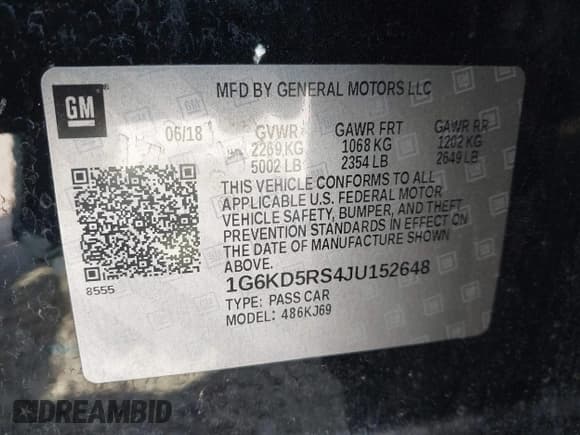 GM
MFD BY GENERAL MOTORS LLC
06/18 GVWR GAWR FRT GAWR RR
2269 KG 1068 KG 1202 KG
5002 LB 2354 LB 2649 LB
THIS VEHICLE CONFORMS TO ALL
APPLICABLE U.S. FEDERAL MOTOR
VEHICLE SAFETY, BUMPER, AND THEFT
PREVENTION STANDARDS IN EFFECT ON
THE DATE OF MANUFACTURE SHOWN
ABOVE.
8555
1G6KD5RS4JU152648
TYPE: PASS CAR
MODEL: 486KJ69
DREAMBID